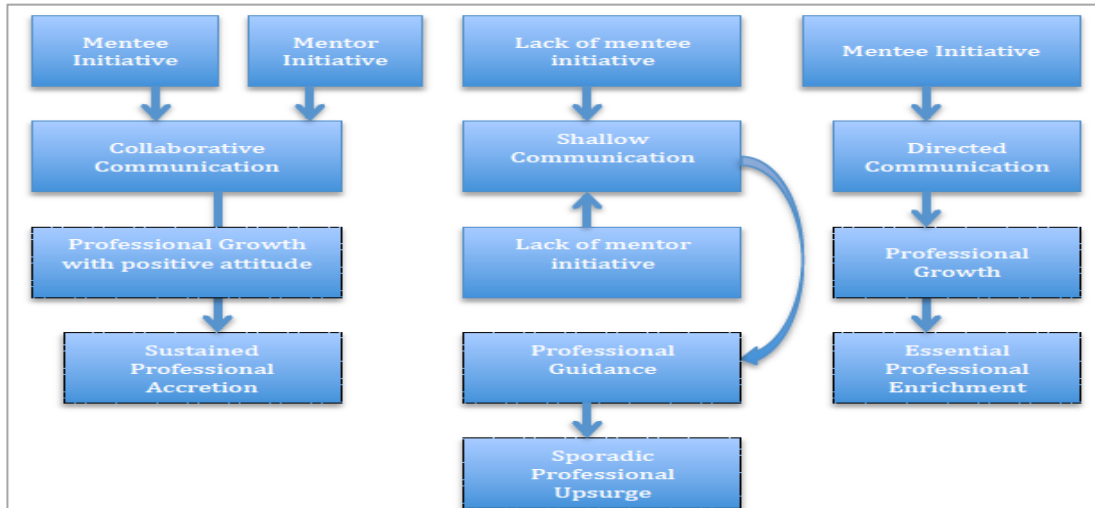 Mentee
Initiative
Mentor
Initiative
Collaborative
Communication
Professional Growth
with positive attitude
Sustained
Professional
Accretion
Lack of mentee
initiative
Shallow
Communication
Lack of mentor
initiative
Professional
Guidance
Sporadic
Professional
Upsurge
Mentee Initiative
Directed
Communication
Professional
Growth
Essential
Professional
Enrichment